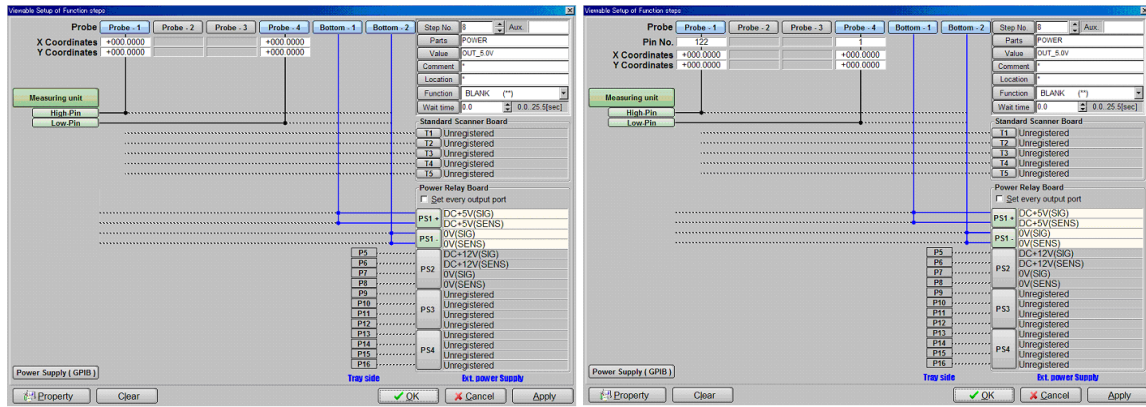 Viewable Setup of Function steps
Probe Probe - 1 Probe - 2 Probe - 3 Probe - 4 Bottom - 1 Bottom - 2
X Coordinates +000.0000 +000.0000
Y Coordinates +000.0000 +000.0000
Step No. 8 Aux.
Parts POWER
Value OUT_5.0V
Comment *
Location *
Function BLANK (**)
Wait time 0.0 0.0..25.5[sec]
Measuring unit
High-Pin
Low-Pin
Standard Scanner Board
T1 Unregistered
T2 Unregistered
T3 Unregistered
T4 Unregistered
T5 Unregistered
Power Relay Board
Set every output port
PS1 + DC+5V(SIG)
DC+5V(SENS)
PS1 - 0V(SIG)
0V(SENS)
P5 DC+12V(SIG)
P6 DC+12V(SENS)
PS2
P7 0V(SIG)
P8 0V(SENS)
P9 Unregistered
P10 Unregistered
PS3
P11 Unregistered
P12 Unregistered
P13 Unregistered
P14 Unregistered
PS4
P15 Unregistered
P16 Unregistered
Power Supply ( GPIB )
Tray side Ext. power Supply
Property Clear OK Cancel Apply
Viewable Setup of Function steps
Probe Probe - 1 Probe - 2 Probe - 3 Probe - 4 Bottom - 1 Bottom - 2
Pin No. 122 1
X Coordinates +000.0000 +000.0000
Y Coordinates +000.0000 +000.0000
Step No. 8 Aux.
Parts POWER
Value OUT_5.0V
Comment *
Location *
Function BLANK (**)
Wait time 0.0 0.0..25.5[sec]
Measuring unit
High-Pin
Low-Pin
Standard Scanner Board
T1 Unregistered
T2 Unregistered
T3 Unregistered
T4 Unregistered
T5 Unregistered
Power Relay Board
Set every output port
PS1 + DC+5V(SIG)
DC+5V(SENS)
PS1 - 0V(SIG)
0V(SENS)
P5 DC+12V(SIG)
P6 DC+12V(SENS)
PS2
P7 0V(SIG)
P8 0V(SENS)
P9 Unregistered
P10 Unregistered
PS3
P11 Unregistered
P12 Unregistered
P13 Unregistered
P14 Unregistered
PS4
P15 Unregistered
P16 Unregistered
Power Supply ( GPIB )
Tray side Ext. power Supply
Property Clear OK Cancel Apply